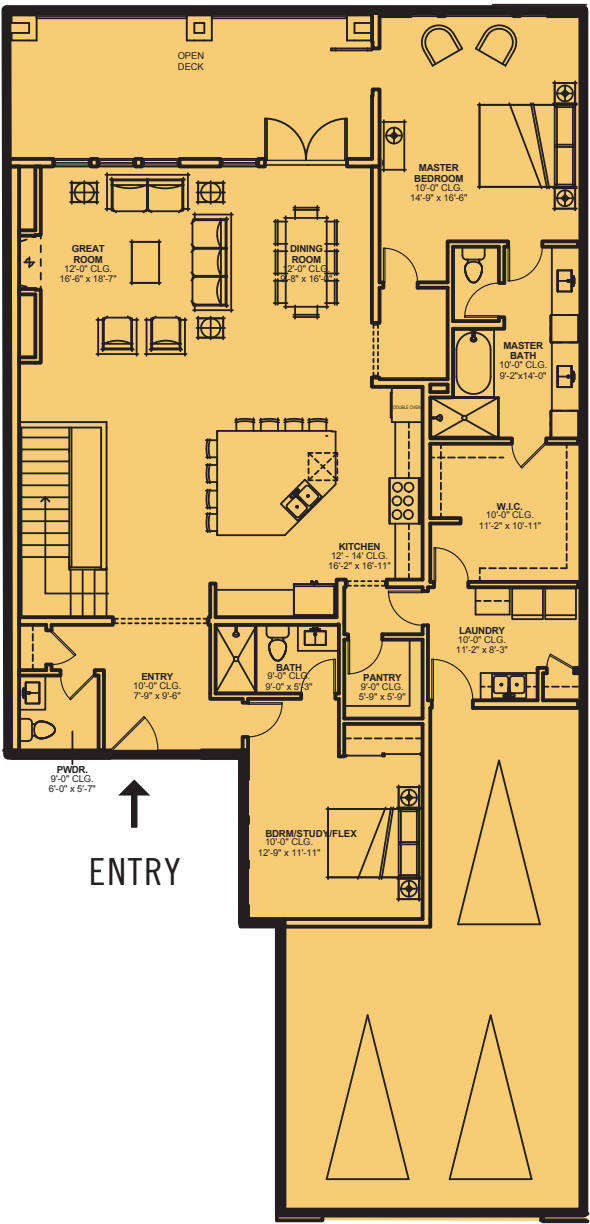 OPEN
DECK
MASTER
BEDROOM
10'-0" CLG.
14'-9" X 16'-6"
GREAT
ROOM
12'-0" CLG.
16'-6" x 18'-7"
DINING
ROOM
12'-0" CLG.
MASTER
BATH
10'-0" CLG.
9'-2"x14'-0"
DOUBLE OVEN
W.I.C.
10'-0" CLG.
11'-2" x 10'-11"
KITCHEN
12' - 14' CLG.
16'-2" x 16'-11"
LAUNDRY
10'-0" CLG.
11'-2" x 8'-3"
BATH
9'-0" CLG.
9'-0" x 5'-3"
ENTRY
10'-0" CLG.
7'-9" x 9'-6"
PANTRY
9'-0" CLG.
5'-9" x 5'-9"
PWDR.
9'-0" CLG.
6'-0" x 5'-7"
BDRM/STUDY/FLEX
10'-0" CLG.
12'-9" x 11'-11"
ENTRY